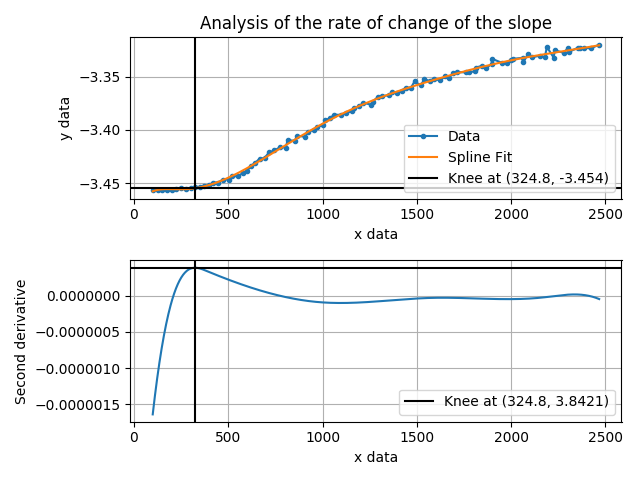 Analysis of the rate of change of the slope
y data
−3.35
−3.40
−3.45
Data
Spline Fit
Knee at (324.8, -3.454)
0
500
1000
1500
2000
2500
x data
Second derivative
0.0000000
−0.0000005
−0.0000010
−0.0000015
Knee at (324.8, 3.8421)
0
500
1000
1500
2000
2500
x data